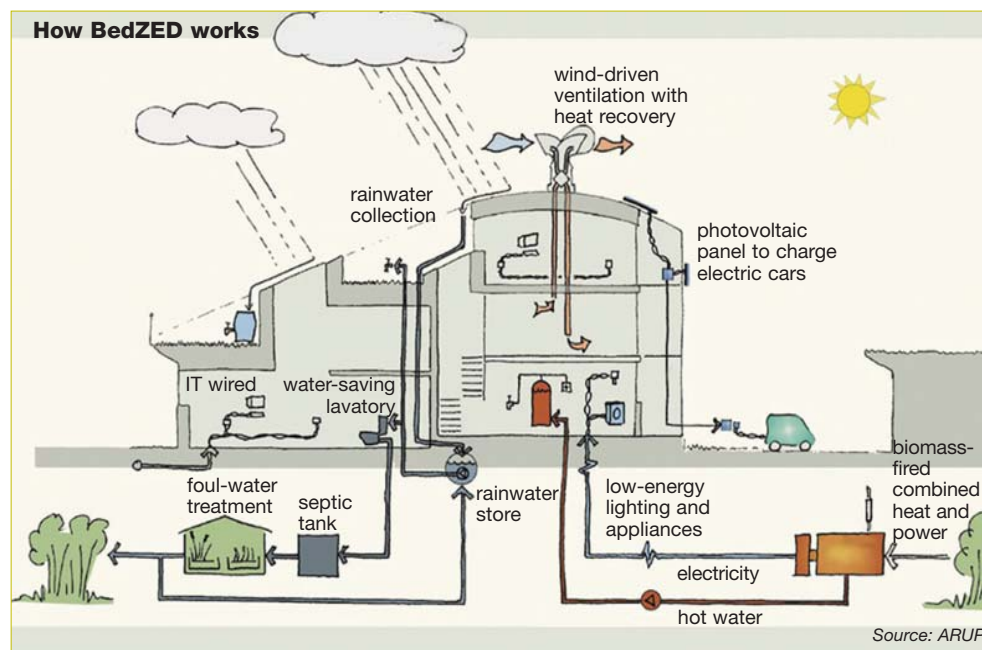 How BedZED works
wind-driven
ventilation with
heat recovery
rainwater
collection
photovoltaic
panel to charge
electric cars
IT wired
water-saving
lavatory
biomass-
fired
combined
heat and
power
foul-water
treatment
septic
tank
rainwater
store
low-energy
lighting and
appliances
electricity
hot water
Source: ARUP